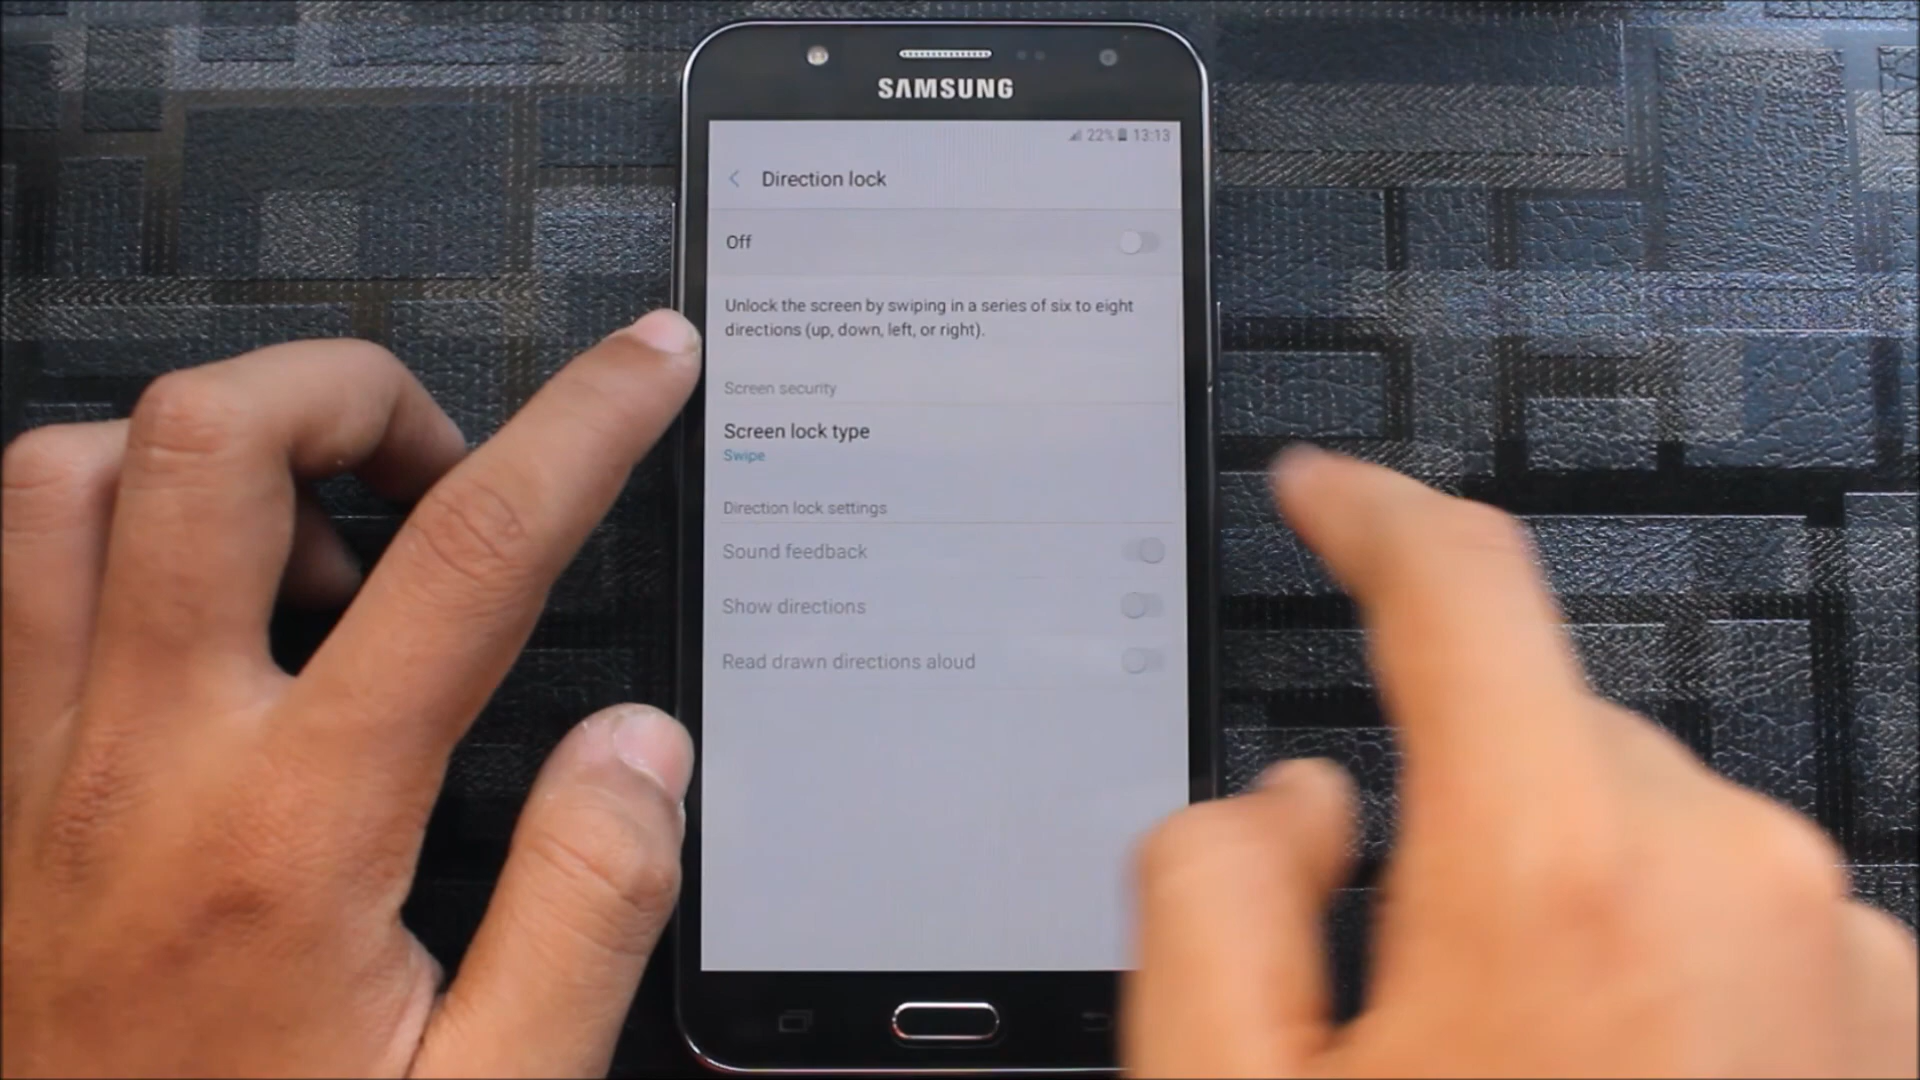 SAMSUNG
22% 13:13
Direction lock
Off
Unlock the screen by swiping in a series of six to eight
directions (up, down, left, or right).
Screen security
Screen lock type
Swipe
Direction lock settings
Sound feedback
Show directions
Read drawn directions aloud